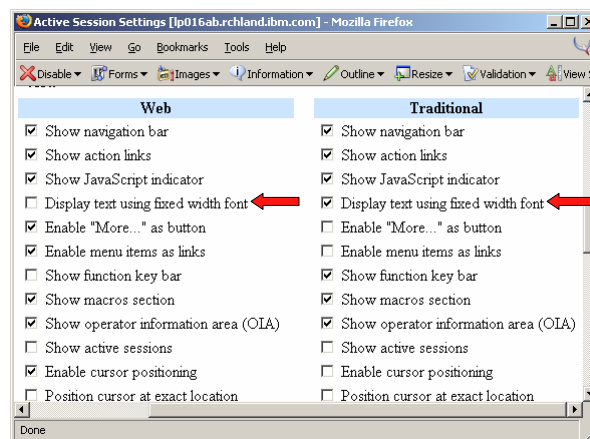 Active Session Settings [lp016ab.rchland.ibm.com] - Mozilla Firefox
File Edit View Go Bookmarks Tools Help
Disable Forms Images Information Outline Resize Validation View
Web Traditional
Show navigation bar Show navigation bar
Show action links Show action links
Show JavaScript indicator Show JavaScript indicator
Display text using fixed width font Display text using fixed width font
Enable "More..." as button Enable "More..." as button
Enable menu items as links Enable menu items as links
Show function key bar Show function key bar
Show macros section Show macros section
Show operator information area (OIA) Show operator information area (OIA)
Show active sessions Show active sessions
Enable cursor positioning Enable cursor positioning
Position cursor at exact location Position cursor at exact location
Done